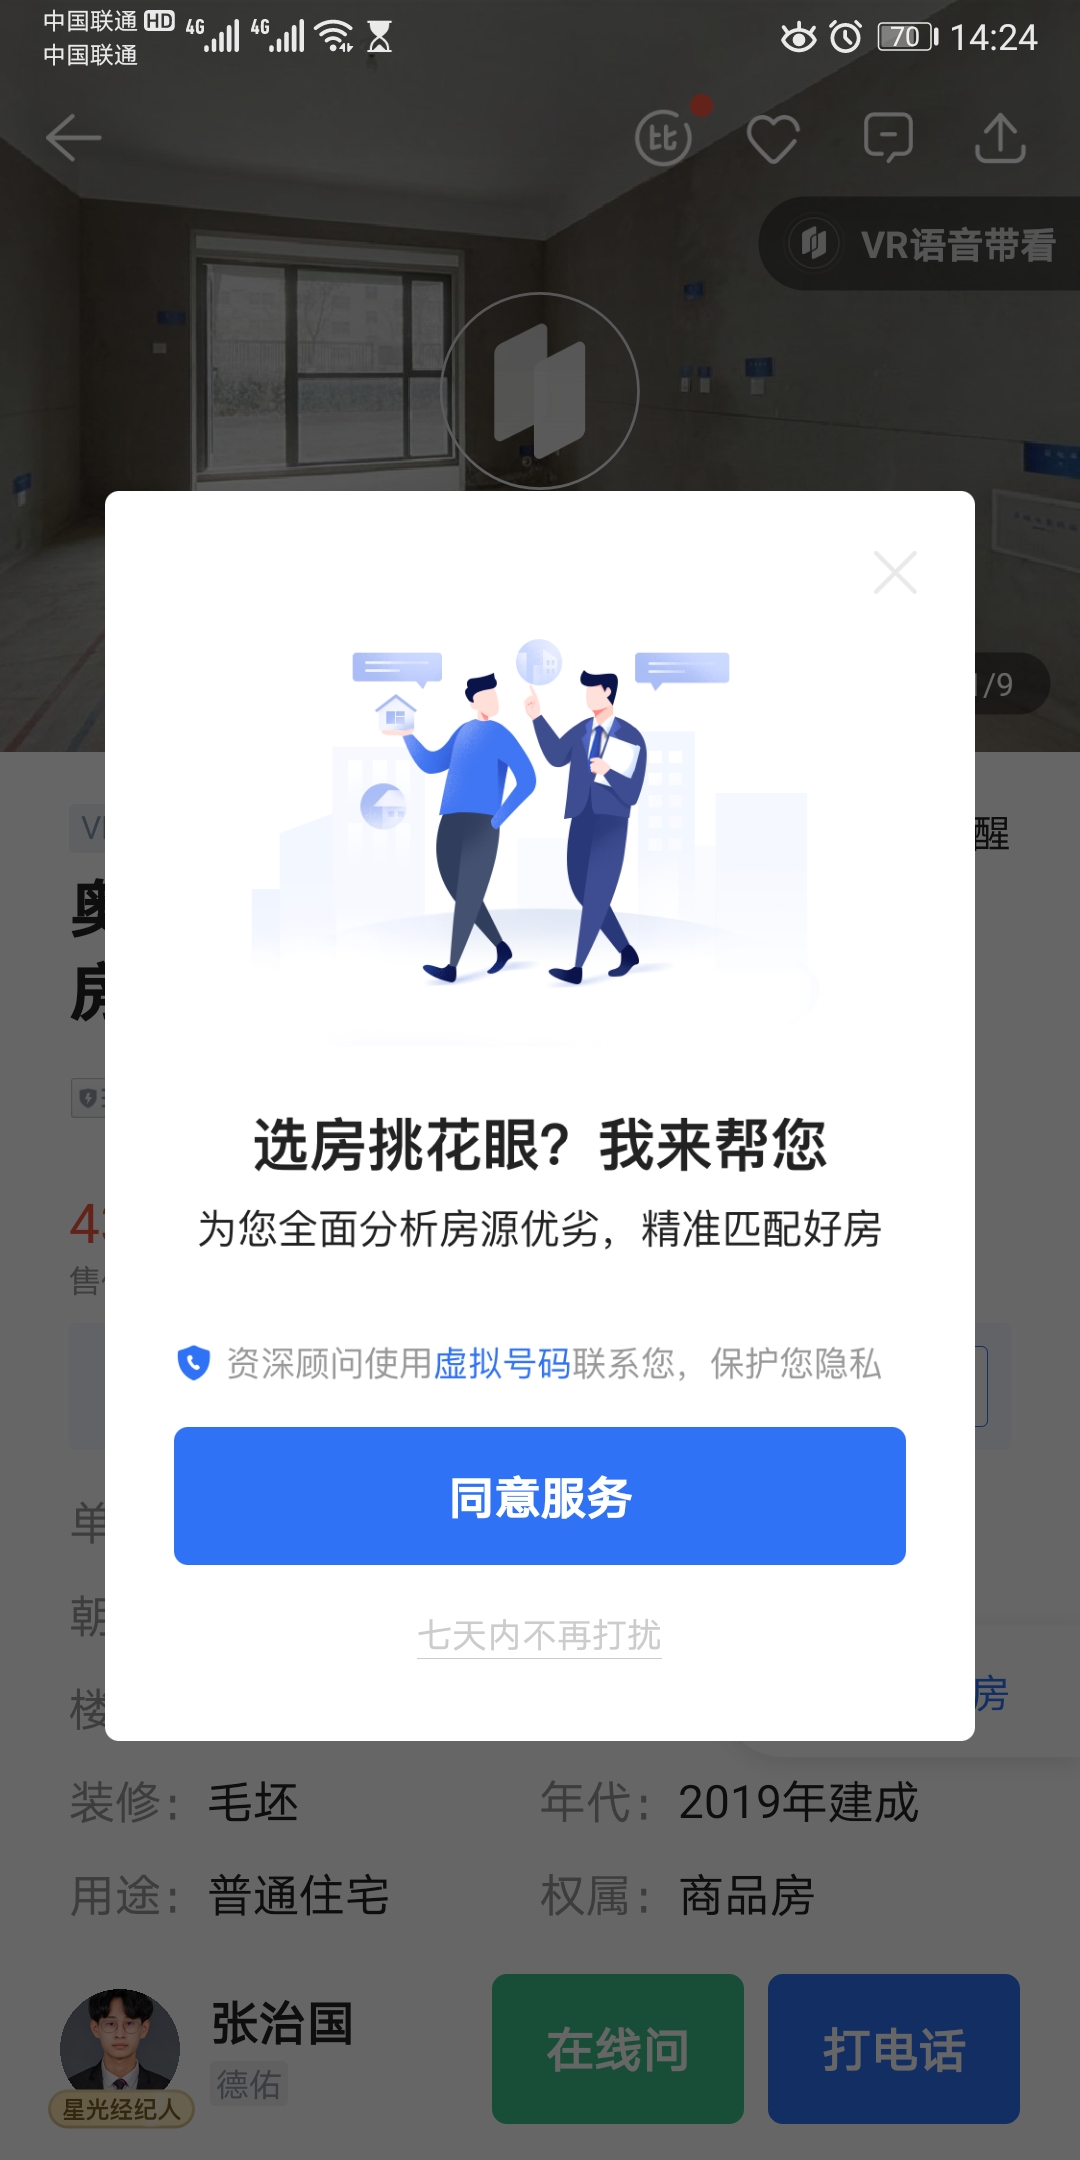 中国联通 HD 4G 4G 70 14:24
中国联通
比
VR语音带看
1/9
醒
奥
房
43
售
选房挑花眼？我来帮您
为您全面分析房源优劣，精准匹配好房
资深顾问使用虚拟号码联系您，保护您隐私
同意服务
单
朝
七天内不再打扰
楼
房
装修：毛坯 年代：2019年建成
用途：普通住宅 权属：商品房
张治国
德佑
星光经纪人
在线问
打电话